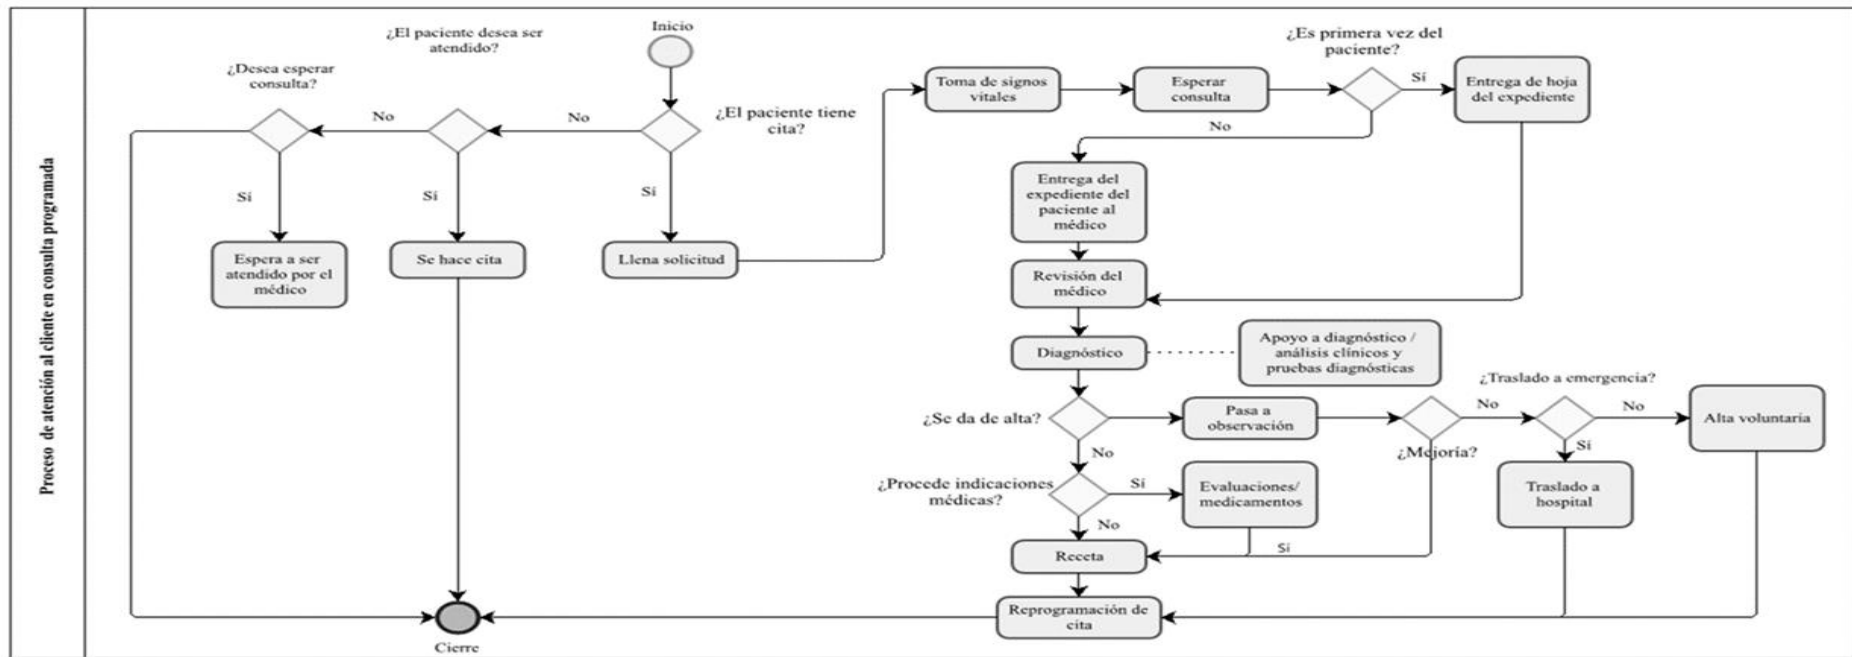 Proceso de atención al cliente en consulta programada
Inicio
¿El paciente tiene
cita?
No
Sí
¿El paciente desea ser
atendido?
No
Sí
¿Desea esperar
consulta?
Sí
Espera a ser
atendido por el
médico
Se hace cita
Llena solicitud
Toma de signos
vitales
Esperar
consulta
¿Es primera vez del
paciente?
Sí
Entrega de hoja
del expediente
No
Entrega del
expediente del
paciente al
médico
Revisión del
médico
Diagnóstico
Apoyo a diagnóstico /
análisis clínicos y
pruebas diagnósticas
¿Se da de alta?
Pasa a
observación
¿Mejoría?
No
¿Traslado a emergencia?
No
Alta voluntaria
Sí
Traslado a
hospital
No
¿Procede indicaciones
médicas?
Sí
Evaluaciones/
medicamentos
No
Sí
Receta
Reprogramación de
cita
Cierre